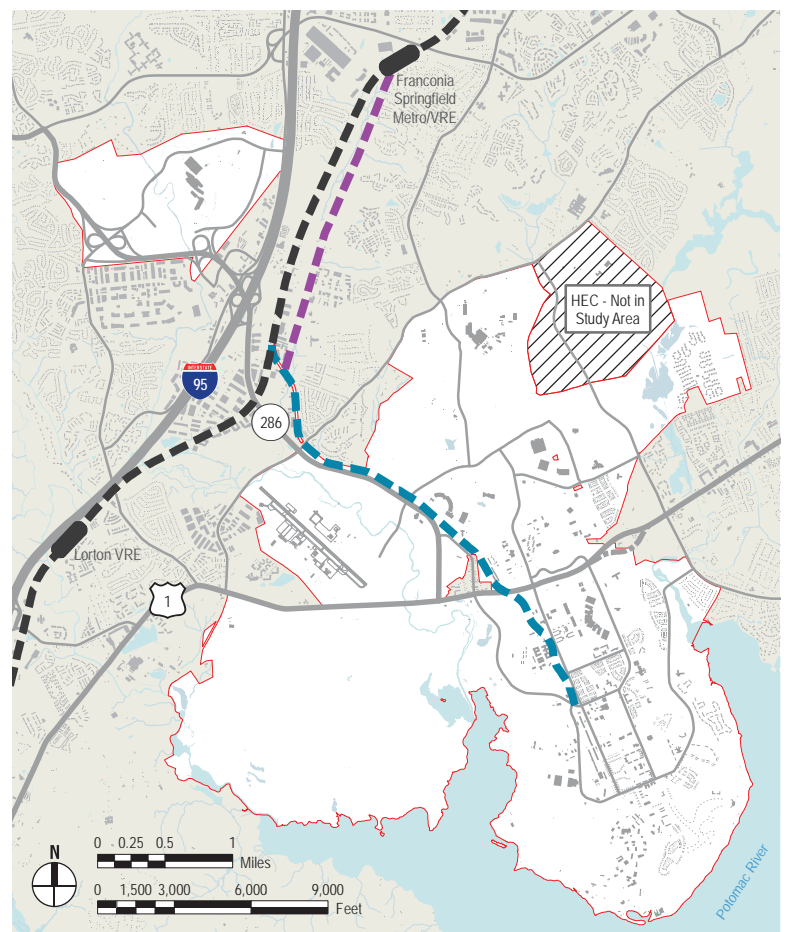 Franconia
Springfield
Metro/VRE
HEC - Not in
Study Area
INTERSTATE
95
286
Lorton VRE
1
N
0 0.25 0.5 1
Miles
0 1,500 3,000 6,000 9,000
Feet
Potomac River